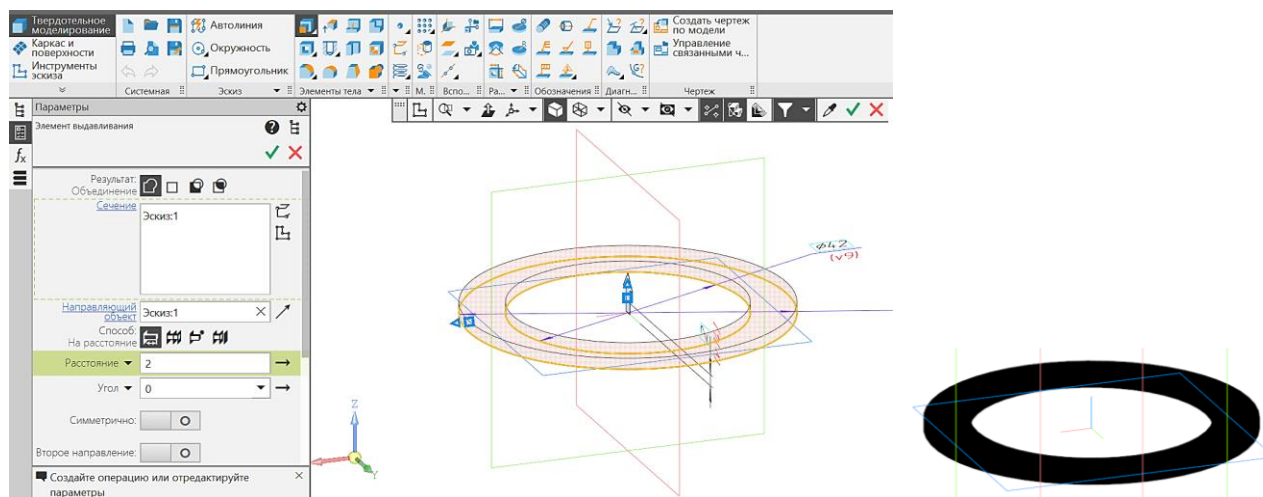 Твердотельное моделирование
Каркас и поверхности
Инструменты эскиза
Автолиния
Окружность
Прямоугольник
Создать чертеж по модели
Управление связанными ч...
Системная
Эскиз
Элементы тела
М.
Вспо...
Ра...
Обозначения
Диагн...
Чертеж
Параметры
Элемент выдавливания
Результат:
Объединение
Сечение
Эскиз:1
Направляющий объект
Эскиз:1
Способ:
На расстояние
Расстояние
2
Угол
0
Симметрично:
Второе направление:
Создайте операцию или отредактируйте
параметры
ϕ42
(v9)
Z
Y